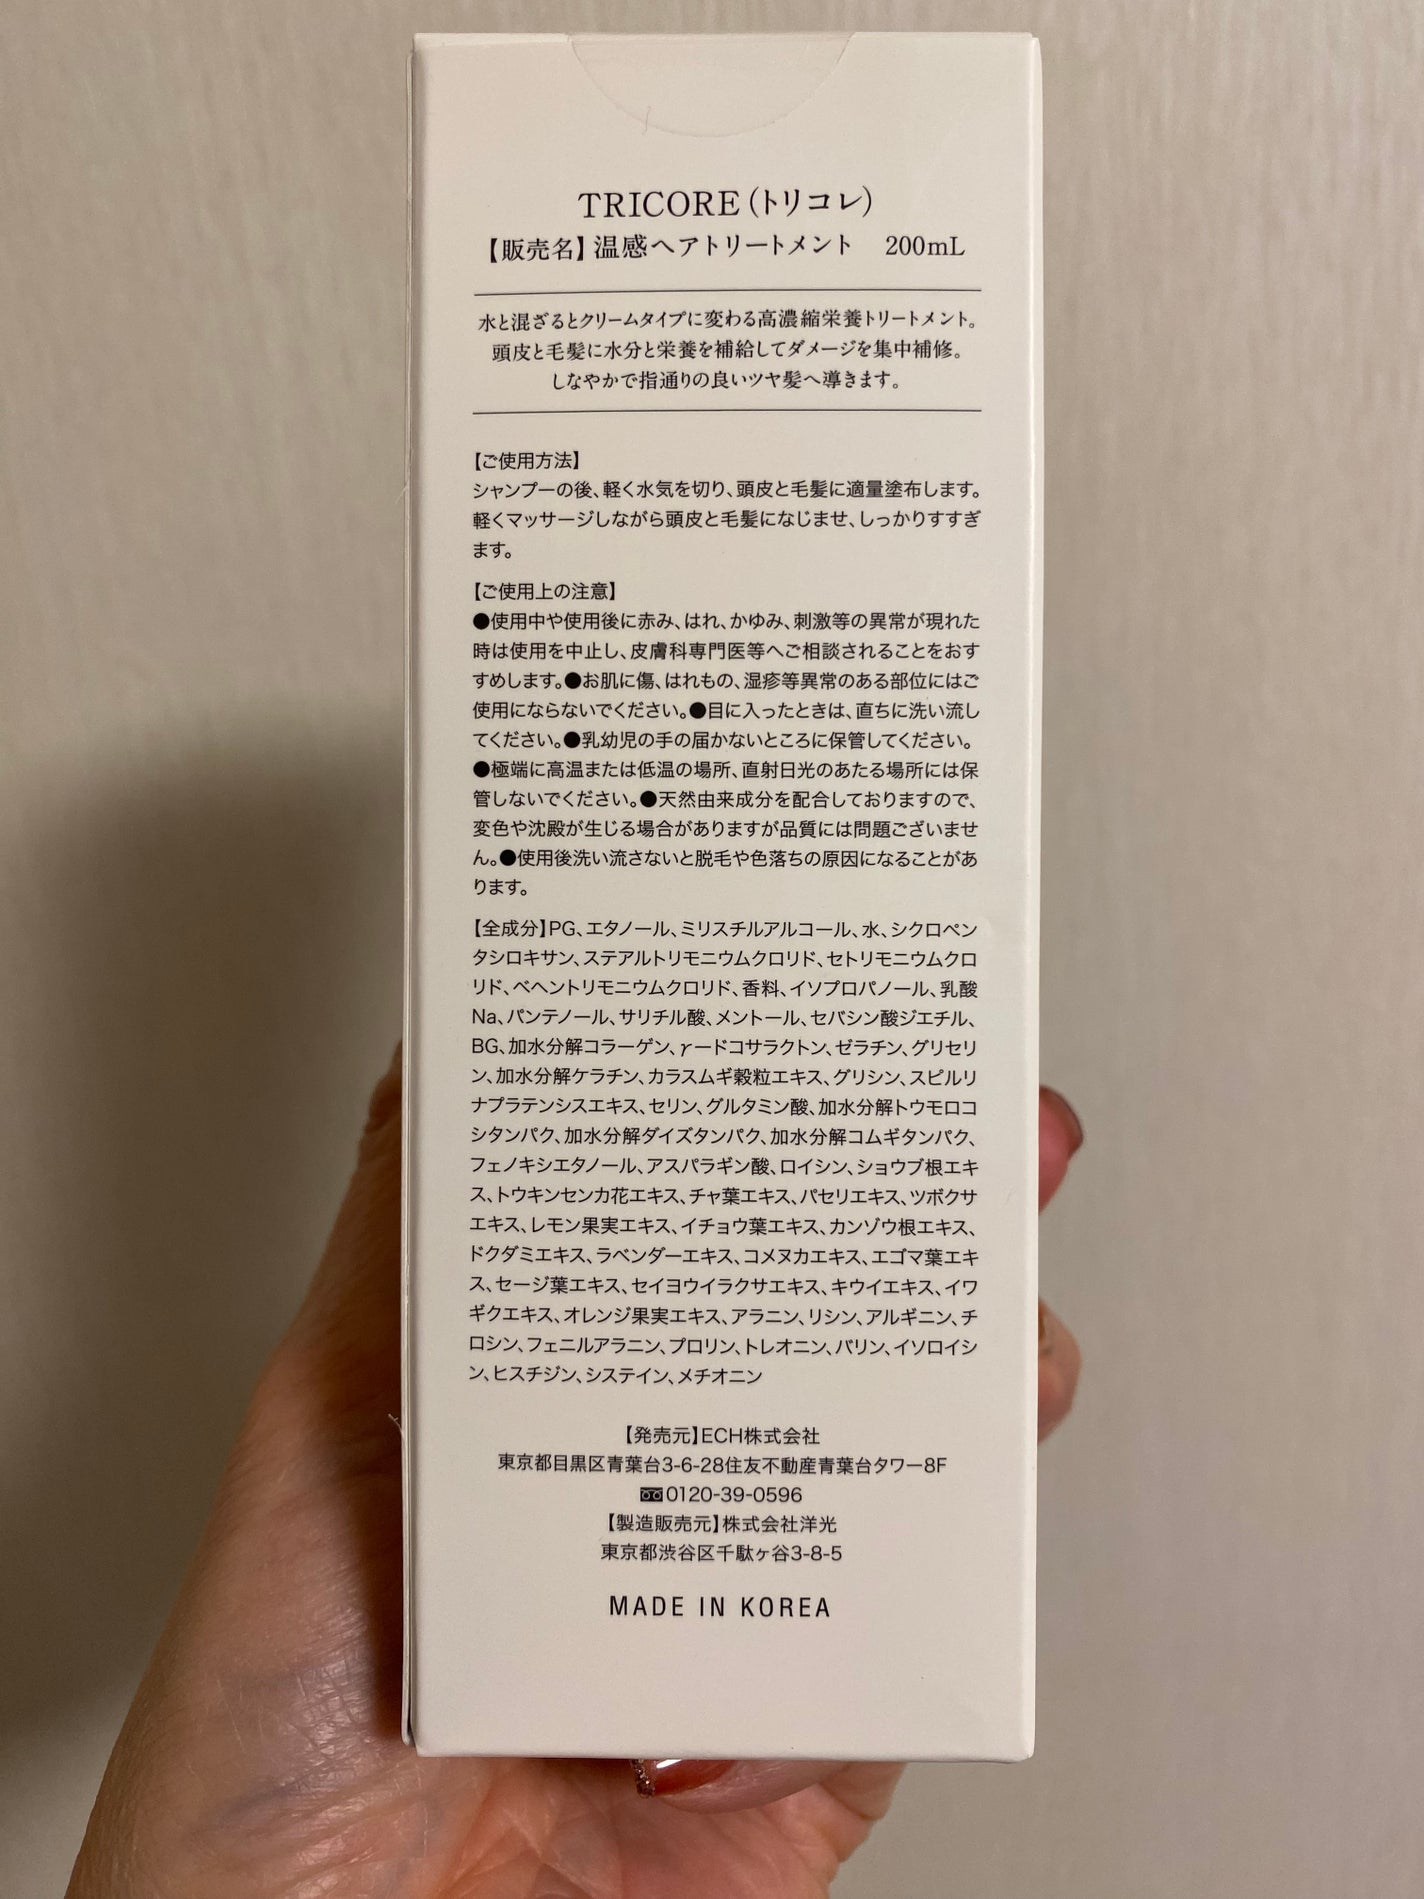 TRICORE(トリコレ)
【販売名】温感ヘアトリートメント 200mL
水と混ざるとクリームタイプに変わる高濃縮栄養トリートメント。
頭皮と毛髪に水分と栄養を補給してダメージを集中補修。
しなやかで指通りの良いツヤ髪へ導きます。
【ご使用方法】
シャンプーの後、軽く水気を切り、頭皮と毛髪に適量塗布します。
軽くマッサージしながら頭皮と毛髪になじませ、しっかりすすぎ
ます。
【ご使用上の注意】
●使用中や使用後に赤み、はれ、かゆみ、刺激等の異常が現れた
時は使用を中止し、皮膚科専門医等へご相談されることをおす
すめします。●お肌に傷、はれもの、湿疹等異常のある部位にはご
使用にならないでください。●目に入ったときは、直ちに洗い流し
てください。●乳幼児の手の届かないところに保管してください。
●極端に高温または低温の場所、直射日光のあたる場所には保
管しないでください。●天然由来成分を配合しておりますので、
変色や沈殿が生じる場合がありますが品質には問題ございませ
ん。●使用後洗い流さないと脱毛や色落ちの原因になることがあ
ります。
【全成分】PG、エタノール、ミリスチルアルコール、水、シクロペン
タシロキサン、ステアルトリモニウムクロリド、セトリモニウムクロ
リド、ベヘントリモニウムクロリド、香料、イソプロパノール、乳酸
Na、パンテノール、サリチル酸、メントール、セバシン酸ジエチル、
BG、加水分解コラーゲン、γードコサラクトン、ゼラチン、グリセリ
ン、加水分解ケラチン、カラスムギ穀粒エキス、グリシン、スピルリ
ナプラテンシスエキス、セリン、グルタミン酸、加水分解トウモロコ
シタンパク、加水分解ダイズタンパク、加水分解コムギタンパク、
フェノキシエタノール、アスパラギン酸、ロイシン、ショウブ根エキ
ス、トウキンセンカ花エキス、チャ葉エキス、パセリエキス、ツボクサ
エキス、レモン果実エキス、イチョウ葉エキス、カンゾウ根エキス、
ドクダミエキス、ラベンダーエキス、コメヌカエキス、エゴマ葉エキ
ス、セージ葉エキス、セイヨウイラクサエキス、キウイエキス、イワ
ギクエキス、オレンジ果実エキス、アラニン、リシン、アルギニン、チ
ロシン、フェニルアラニン、プロリン、トレオニン、バリン、イソロイシ
ン、ヒスチジン、システイン、メチオニン
【発売元】ECH株式会社
東京都目黒区青葉台3-6-28住友不動産青葉台タワー8F
0120-39-0596
【製造販売元】株式会社洋光
東京都渋谷区千駄ヶ谷3-8-5
MADE IN KOREA